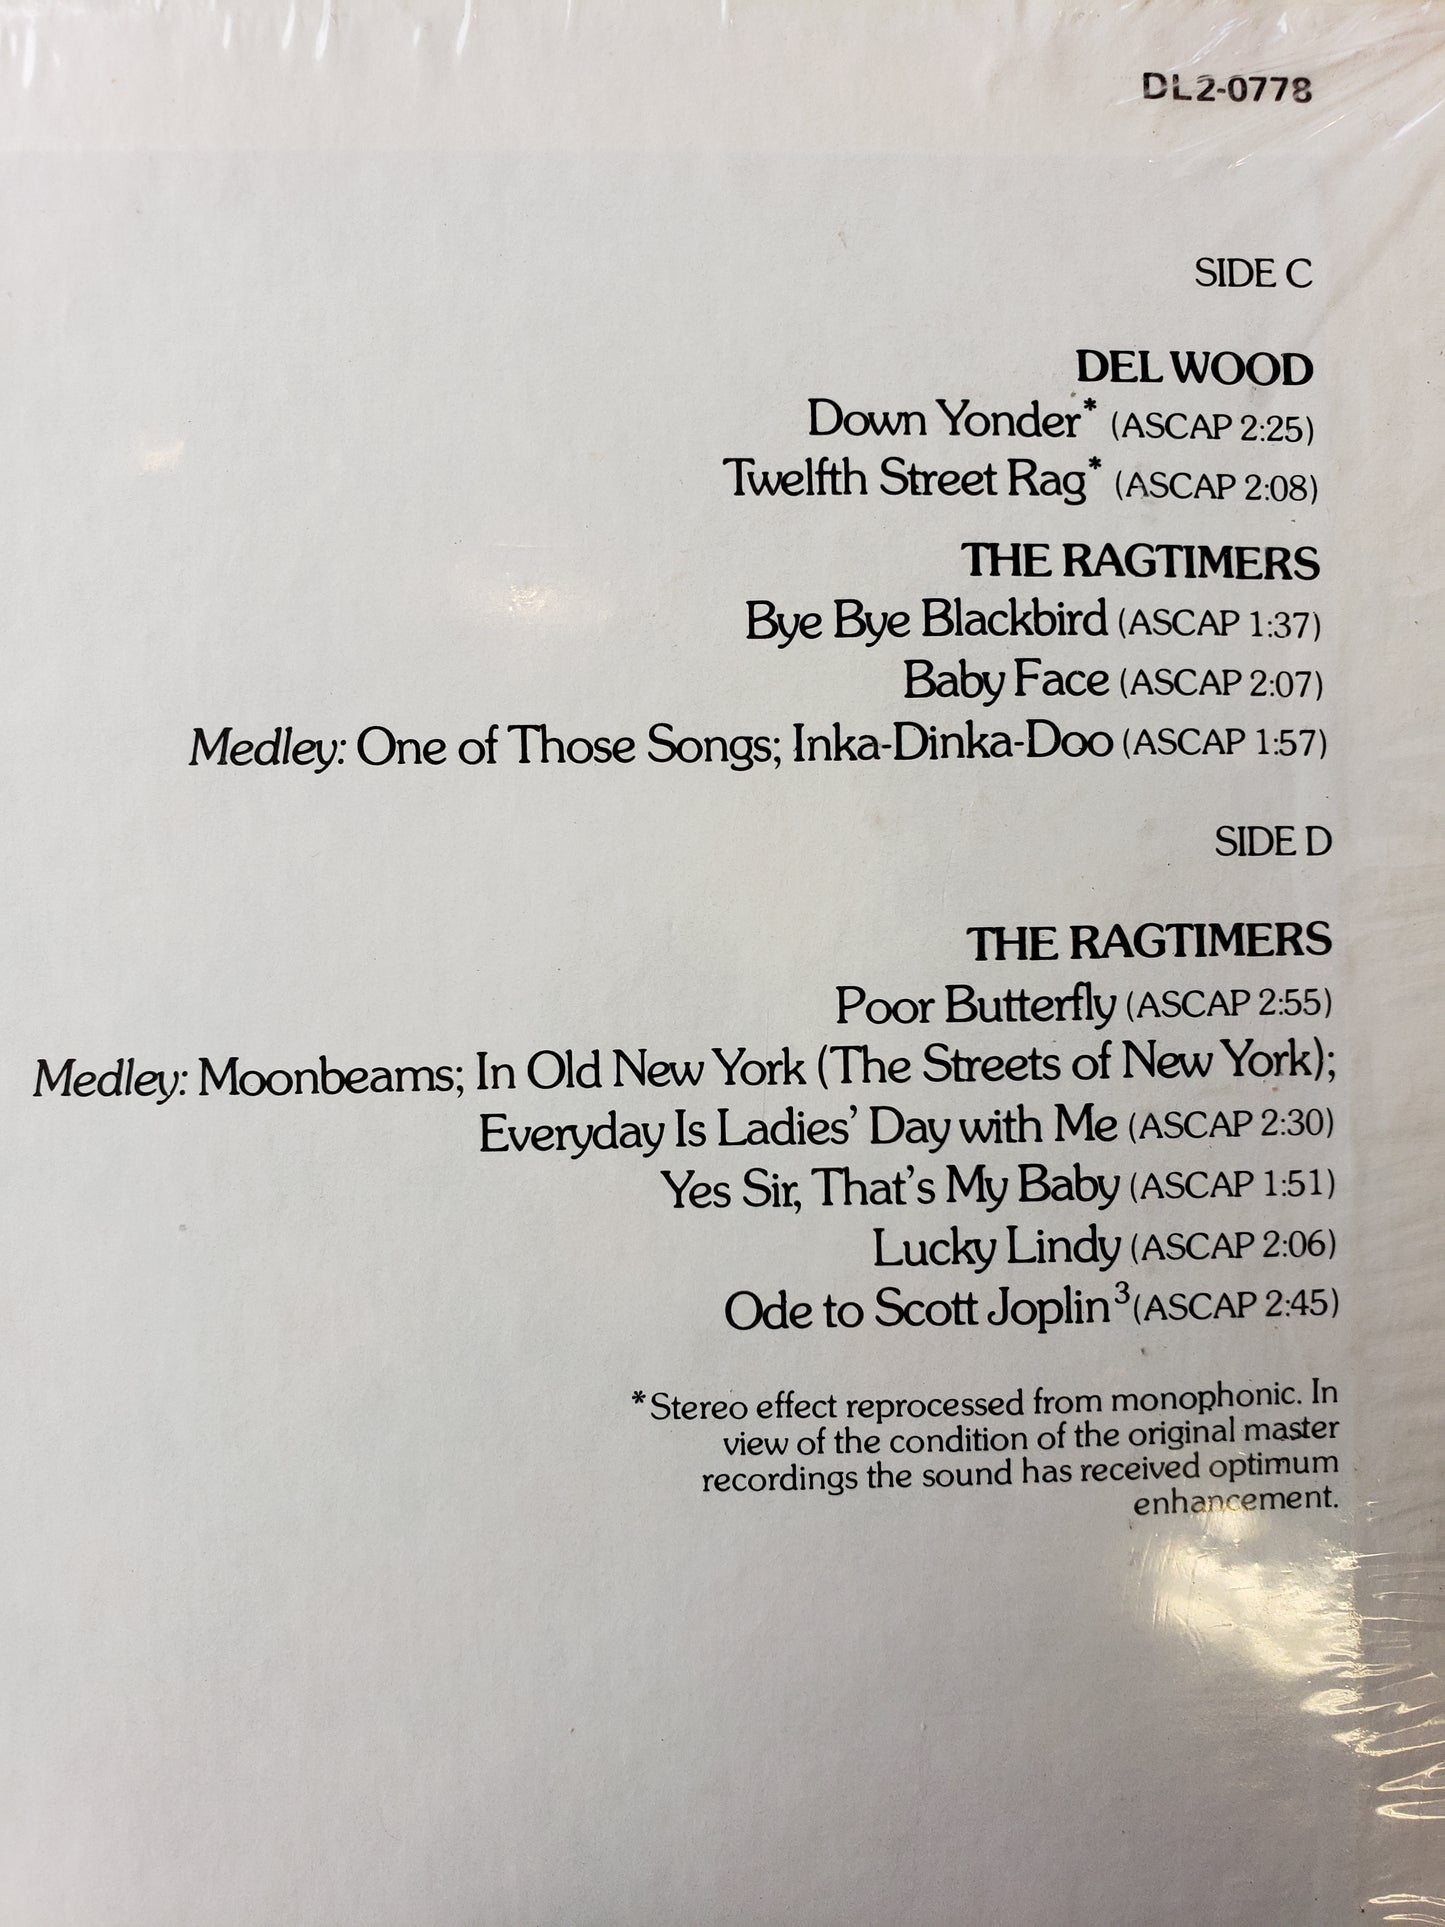 DL2-0778
SIDE C
DEL WOOD
Down Yonder* (ASCAP 2:25)
Twelfth Street Rag* (ASCAP 2:08)
THE RAGTIMERS
Bye Bye Blackbird (ASCAP 1:37)
Baby Face (ASCAP 2:07)
Medley: One of Those Songs; Inka-Dinka-Doo (ASCAP 1:57)
SIDE D
THE RAGTIMERS
Poor Butterfly (ASCAP 2:55)
Medley: Moonbeams; In Old New York (The Streets of New York);
Everyday Is Ladies' Day with Me (ASCAP 2:30)
Yes Sir, That's My Baby (ASCAP 1:51)
Lucky Lindy (ASCAP 2:06)
Ode to Scott Joplin³ (ASCAP 2:45)
*Stereo effect reprocessed from monophonic. In
view of the condition of the original master
recordings the sound has received optimum
enhancement.